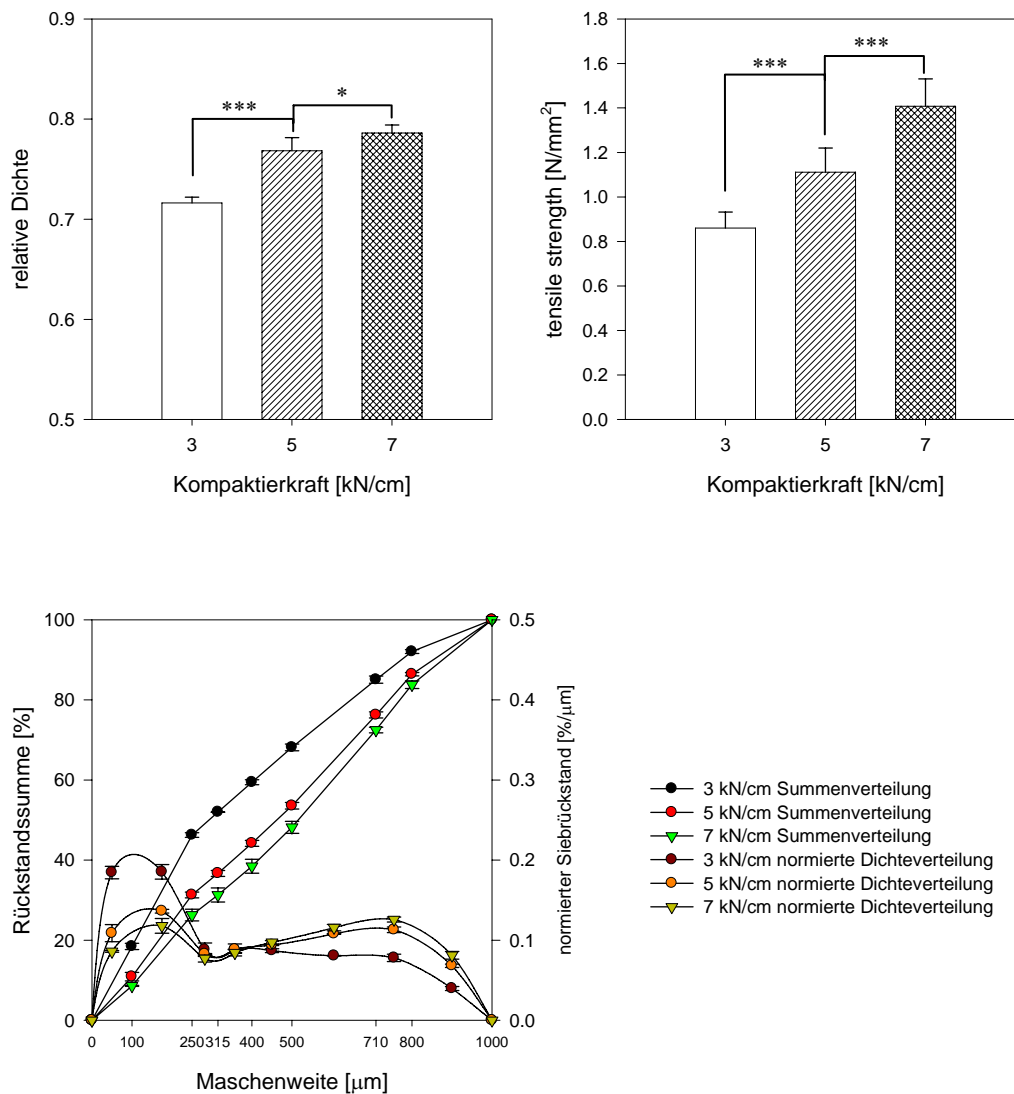 0.9
0.8
0.7
0.6
0.5
relative Dichte
***
*
3 5 7
Kompaktierkraft [kN/cm]
1.8
1.6
1.4
1.2
1.0
0.8
0.6
0.4
0.2
0.0
tensile strength [N/mm²]
***
***
3 5 7
Kompaktierkraft [kN/cm]
100
80
60
40
20
0
Rückstandssumme [%]
0.5
0.4
0.3
0.2
0.1
0.0
normierter Siebrückstand [%/μm]
0 100 250 315 400 500 710 800 1000
Maschenweite [μm]
3 kN/cm Summenverteilung
5 kN/cm Summenverteilung
7 kN/cm Summenverteilung
3 kN/cm normierte Dichteverteilung
5 kN/cm normierte Dichteverteilung
7 kN/cm normierte Dichteverteilung